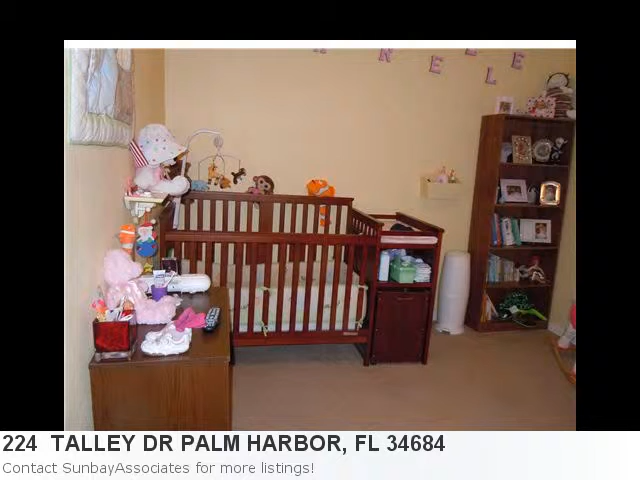 N E L L E
224 TALLEY DR PALM HARBOR, FL 34684
Contact SunbayAssociates for more listings!